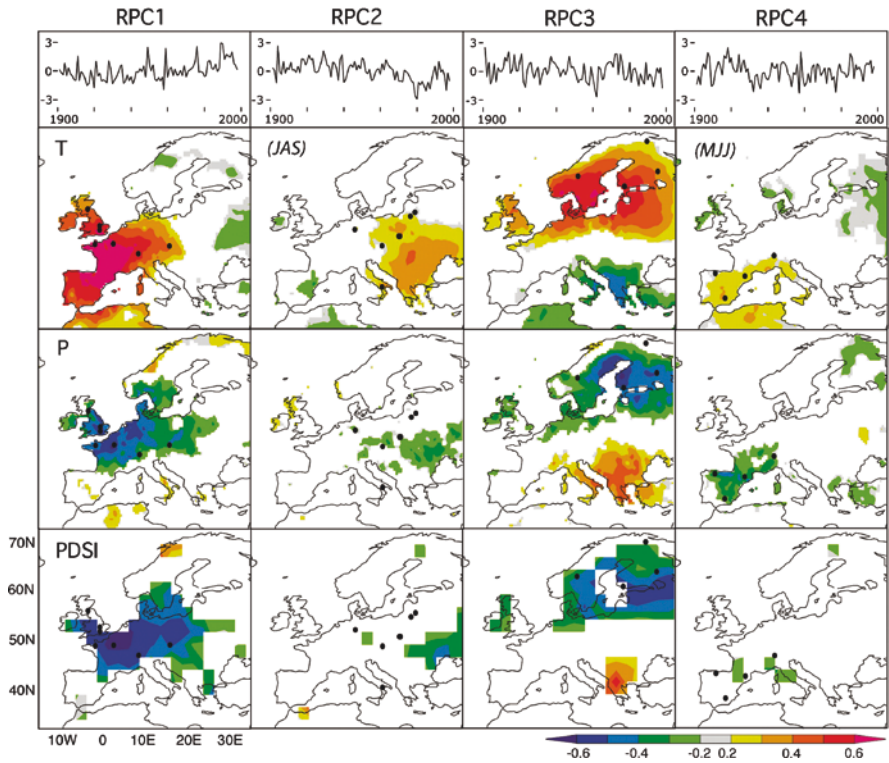 RPC1 RPC2 RPC3 RPC4
3
0
-3
3
0
-3
3
0
-3
3
0
-3
1900 2000
1900 2000
1900 2000
1900 2000
T (JAS) (MJJ)
P
PDSI
70N
60N
50N
40N
10W 0 10E 20E 30E
-0.6 -0.4 -0.2 0.2 0.4 0.6